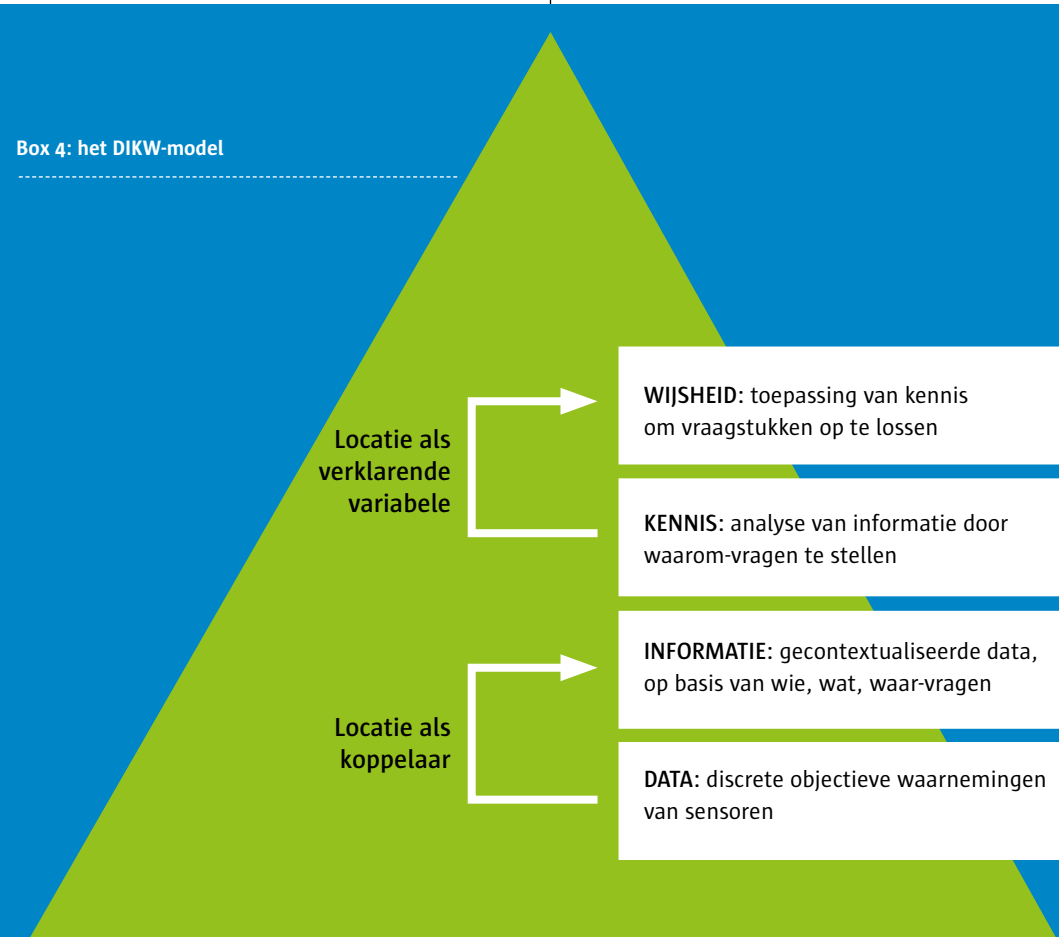 Box 4: het DIKW-model
WIJSHEID: toepassing van kennis
om vraagstukken op te lossen
Locatie als
verklarende
variabele
KENNIS: analyse van informatie door
waarom-vragen te stellen
INFORMATIE: gecontextualiseerde data,
op basis van wie, wat, waar-vragen
Locatie als
koppelaar
DATA: discrete objectieve waarnemingen
van sensoren